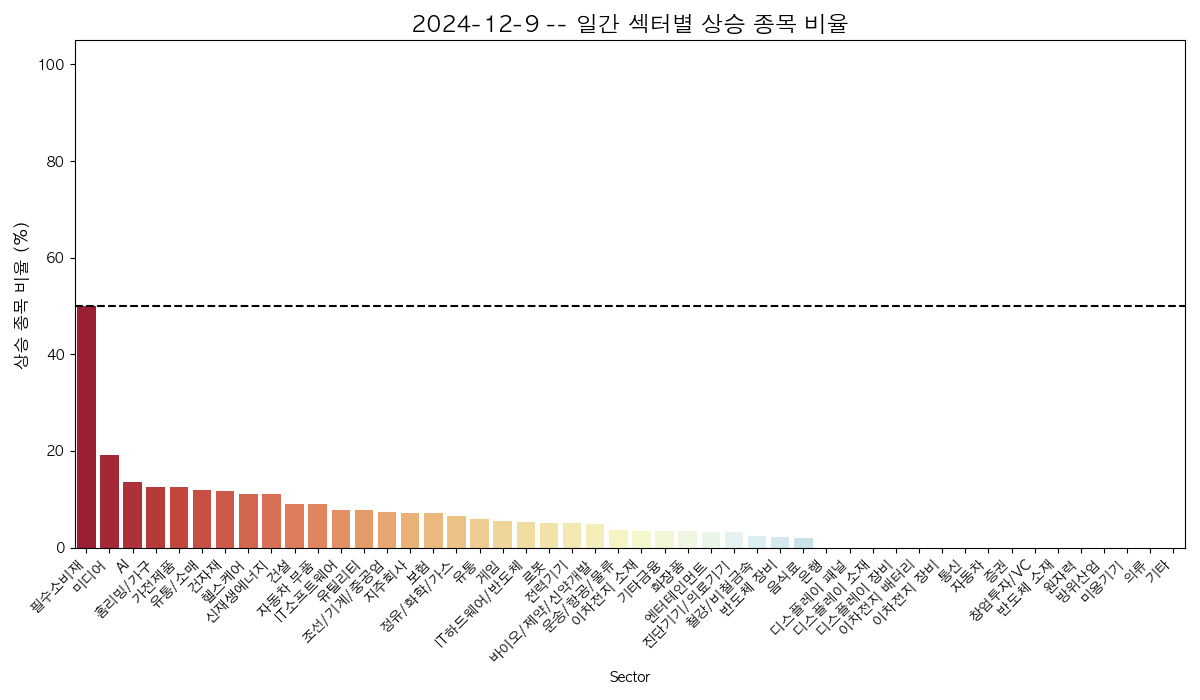 2024-12-9 -- 일간 섹터별 상승 종목 비율
상승 종목 비율 (%)
100
80
60
40
20
0
필수소비재
미디어
AI
홈리빙/가구
가전제품
유통/소매
건자재
헬스케어
신재생에너지
건설
자동차 부품
IT소프트웨어
유틸리티
조선/기계/중공업
지주회사
보험
정유/화학/가스
유통
게임
IT하드웨어/반도체
로봇
전력기기
바이오/제약/신약개발
운송/항공/물류
이차전지 소재
기타금융
화장품
엔터테인먼트
진단기기/의료기기
철강/비철금속
반도체 장비
음식료
은행
디스플레이 패널
디스플레이 소재
디스플레이 장비
이차전지 배터리
이차전지 장비
통신
자동차
증권
창업투자/VC
반도체 소재
원자력
방위산업
미용기기
의류
기타
Sector